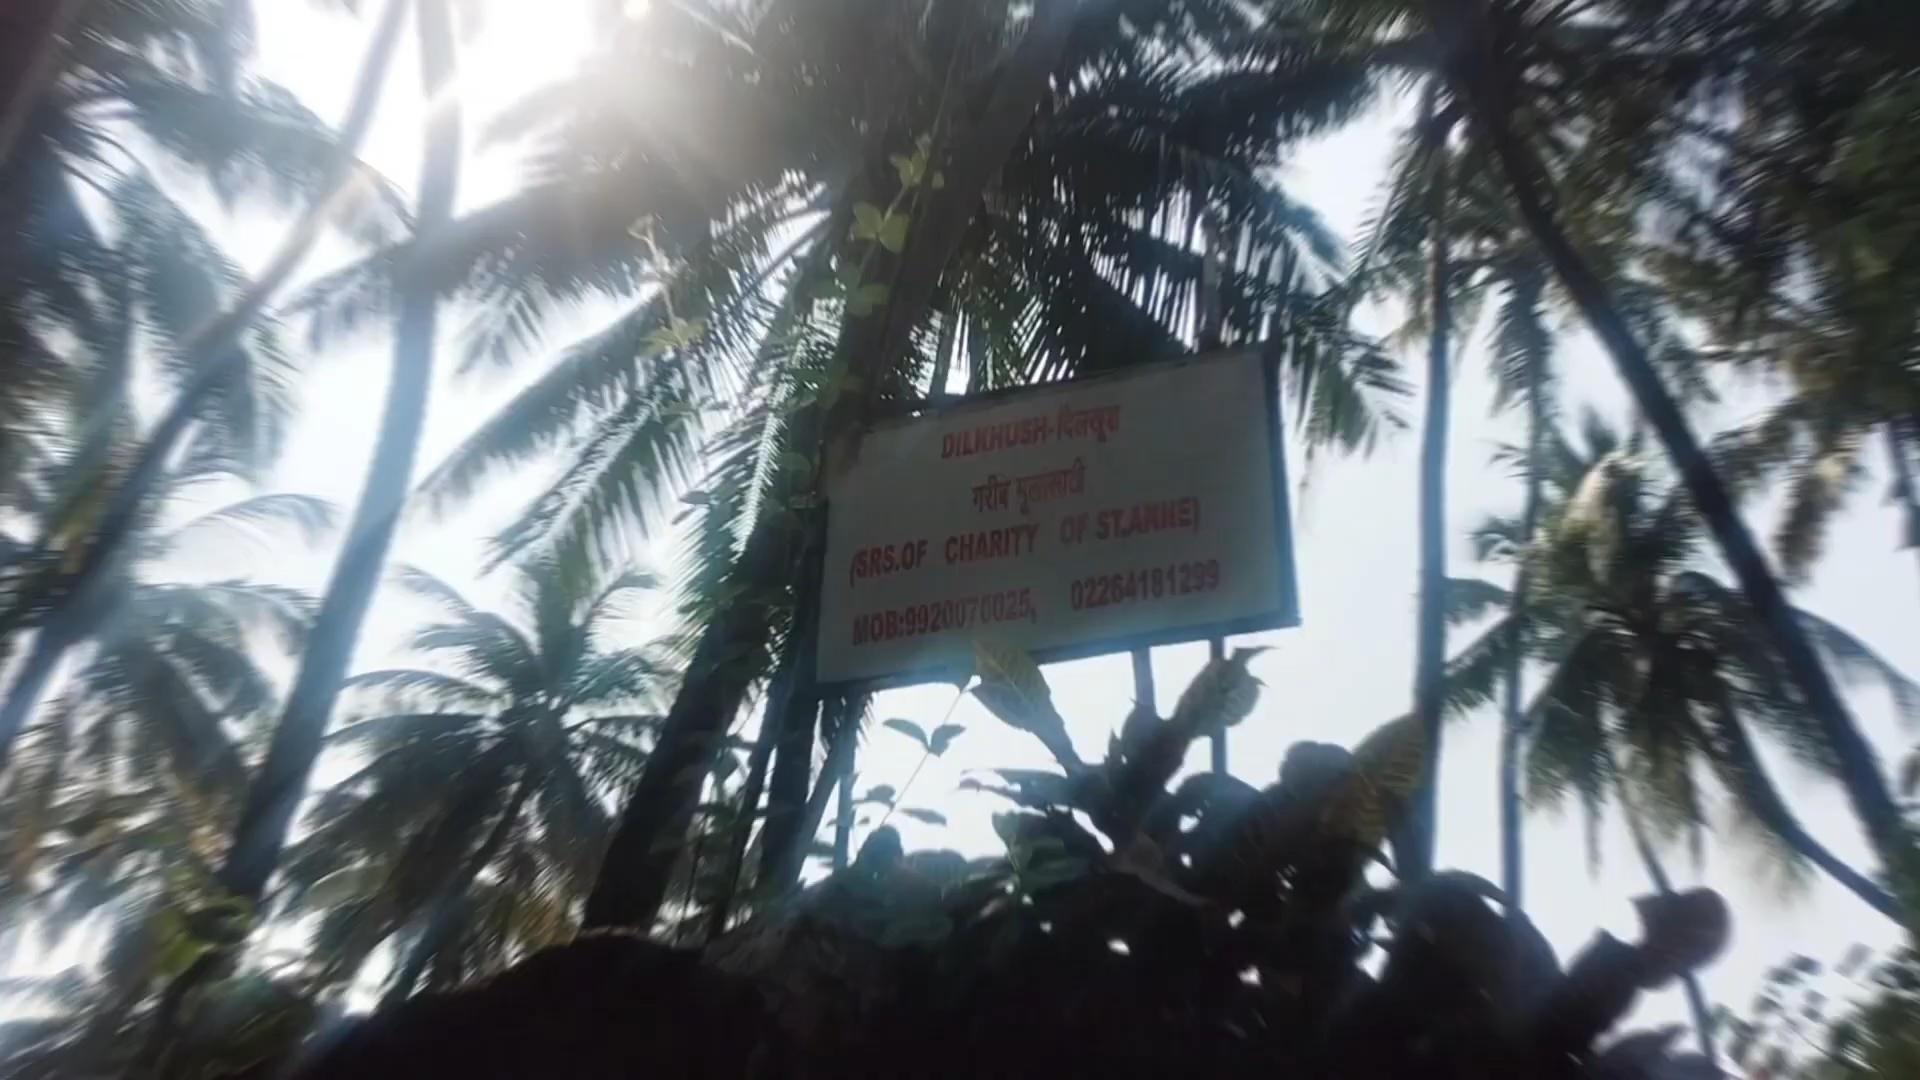 DILKHUSH-दिलखुश
गरीब मुलांसाठी
(SRS.OF CHARITY OF ST.ANNE)
MOB:9920070025, 02264181299